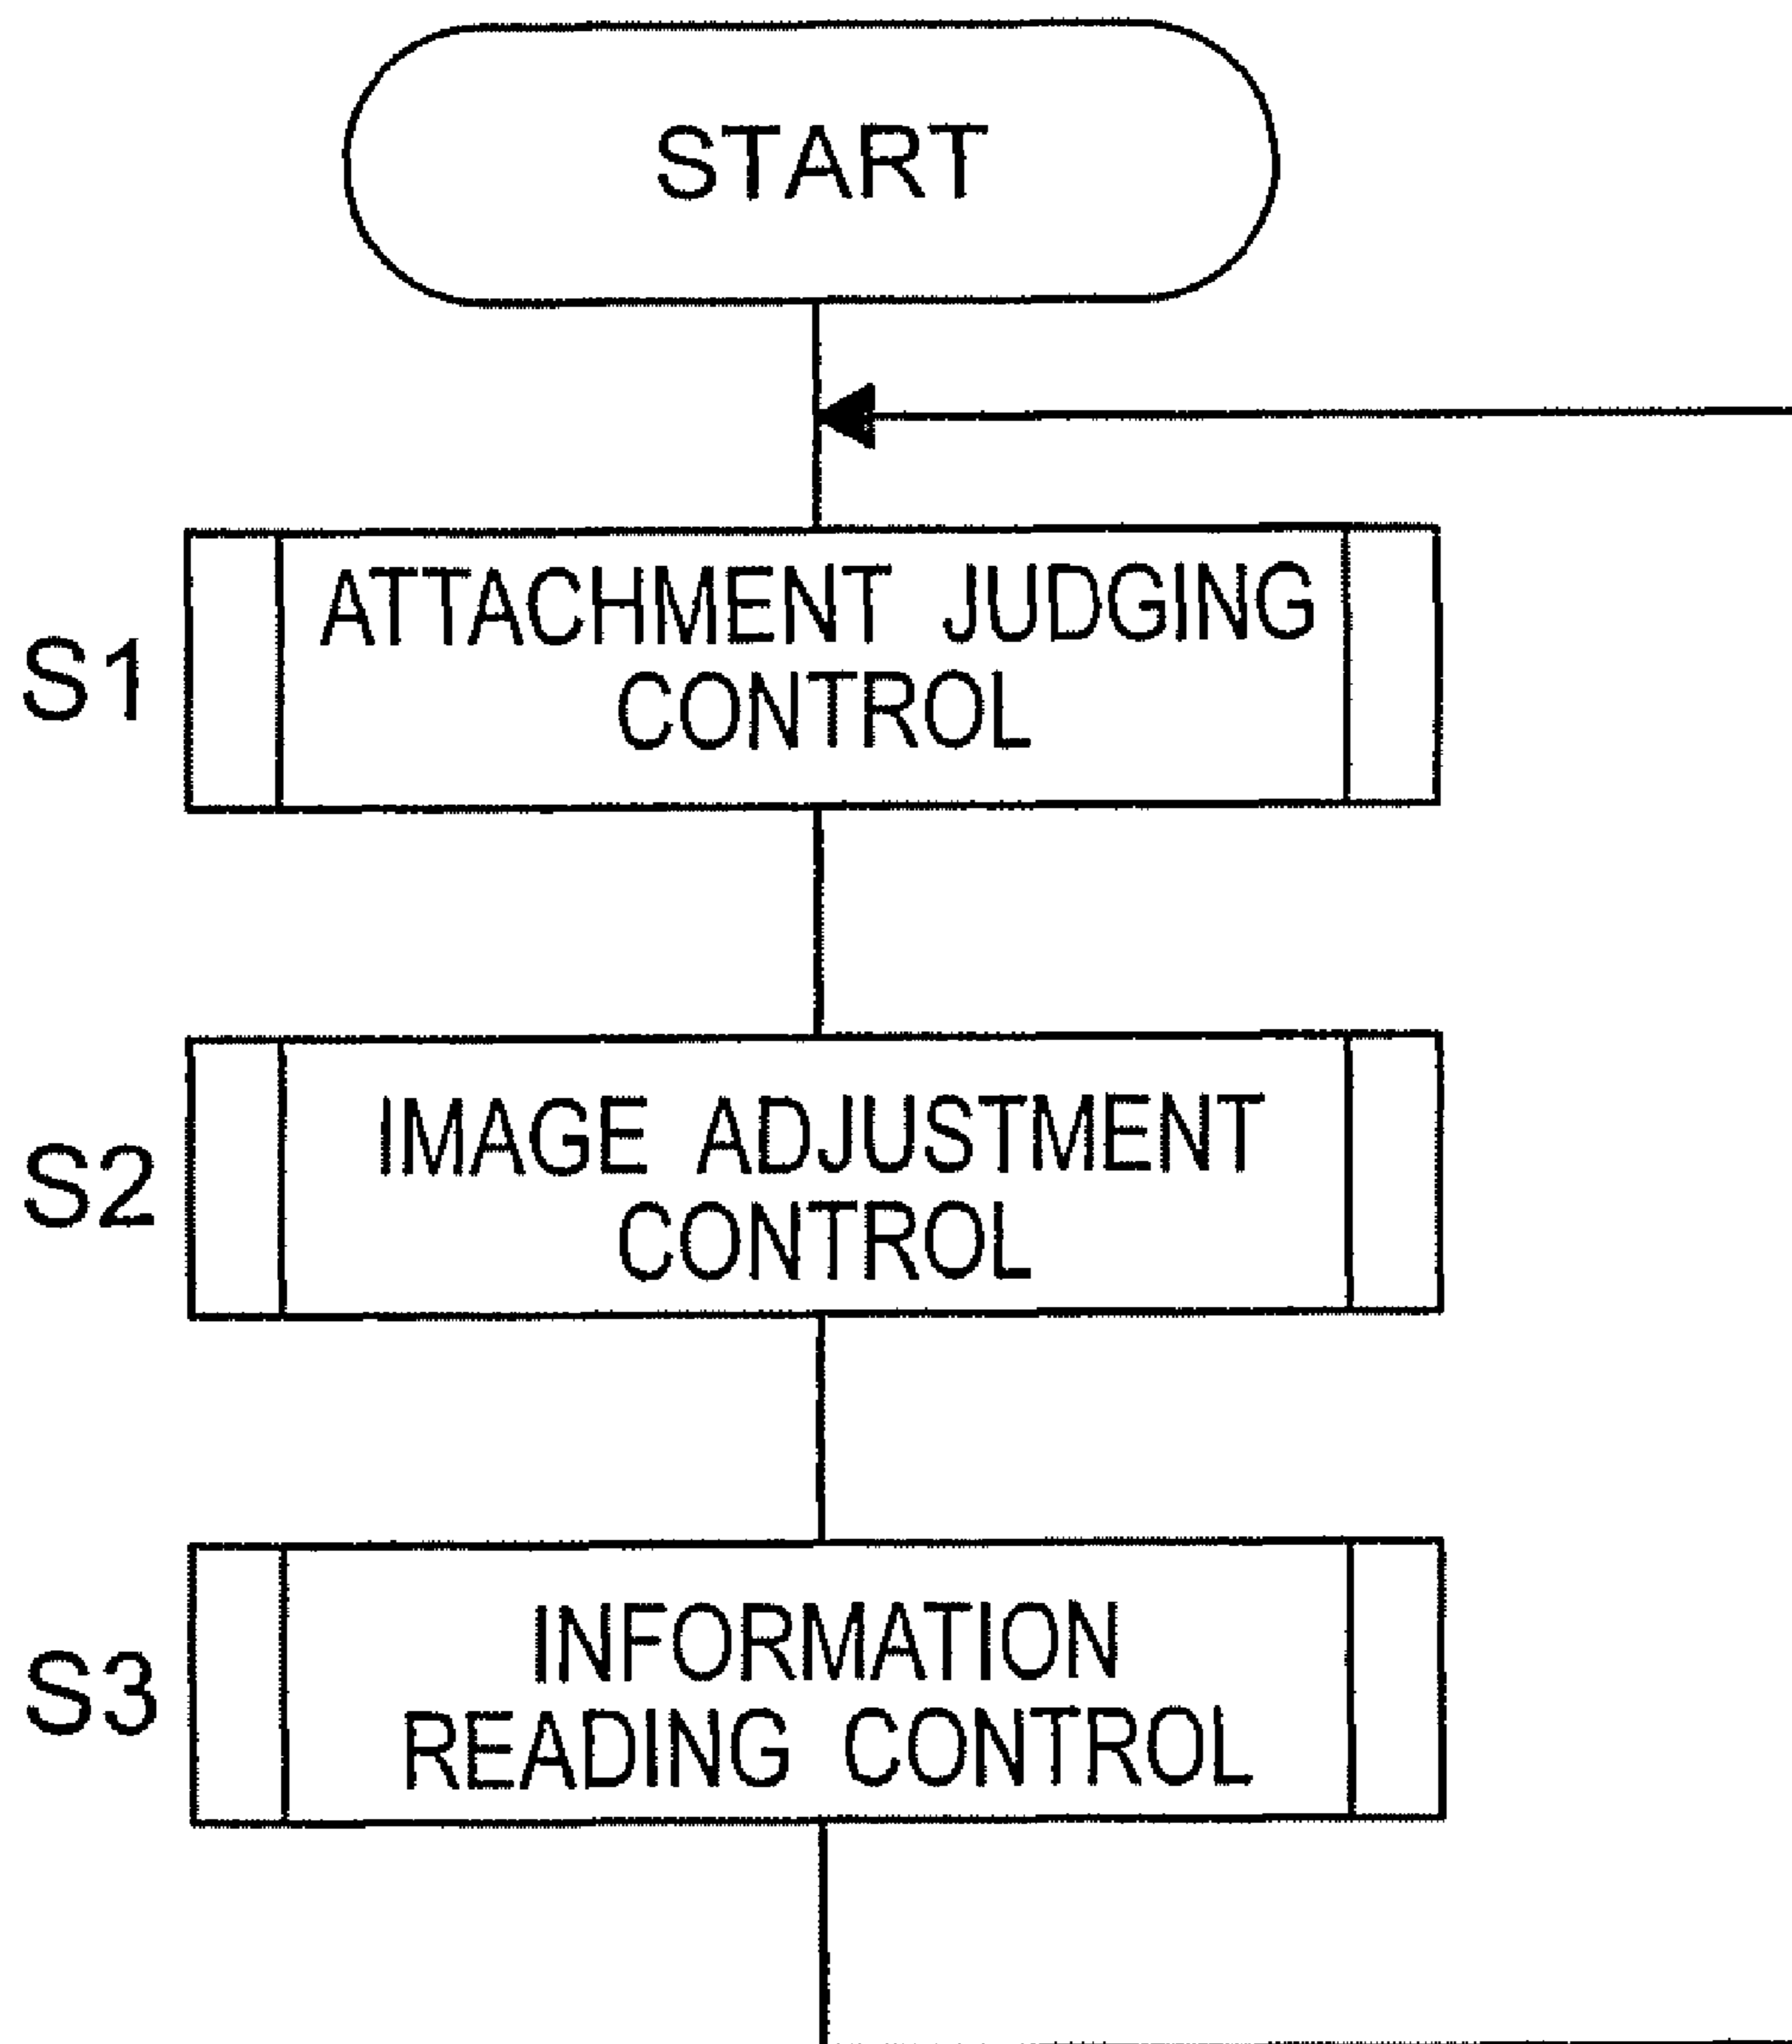 START
S1
ATTACHMENT JUDGING
CONTROL
S2
IMAGE ADJUSTMENT
CONTROL
S3
INFORMATION
READING CONTROL